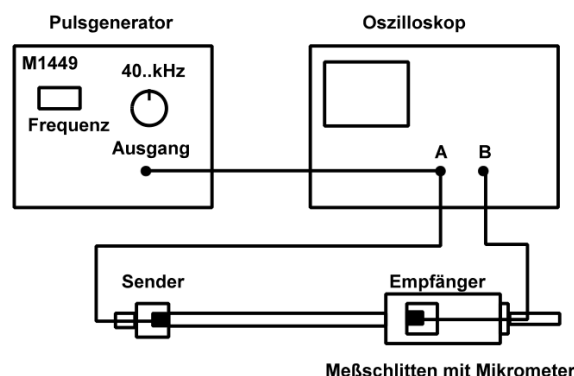 Pulsgenerator
Oszilloskop
M1449
40..kHz
Frequenz
Ausgang
A B
Sender
Empfänger
Meßschlitten mit Mikrometer